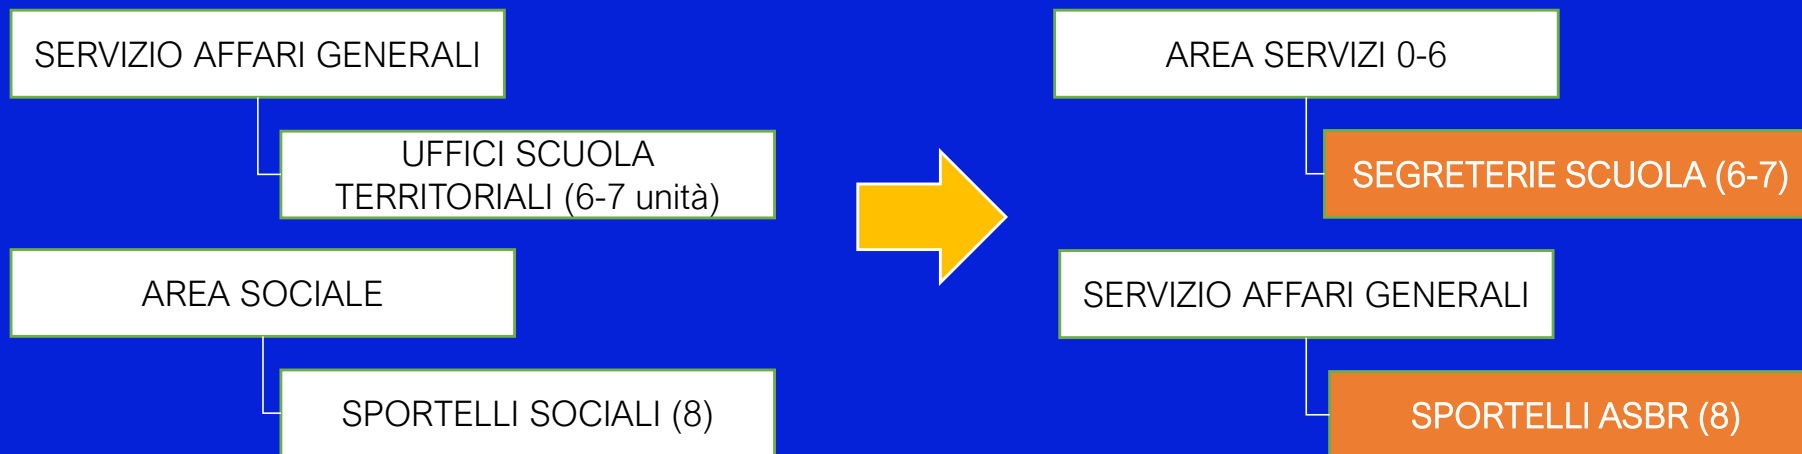 SERVIZIO AFFARI GENERALI
UFFICI SCUOLA
TERRITORIALI (6-7 unità)
AREA SOCIALE
SPORTELLI SOCIALI (8)
AREA SERVIZI 0-6
SEGRETERIE SCUOLA (6-7)
SERVIZIO AFFARI GENERALI
SPORTELLI ASBR (8)